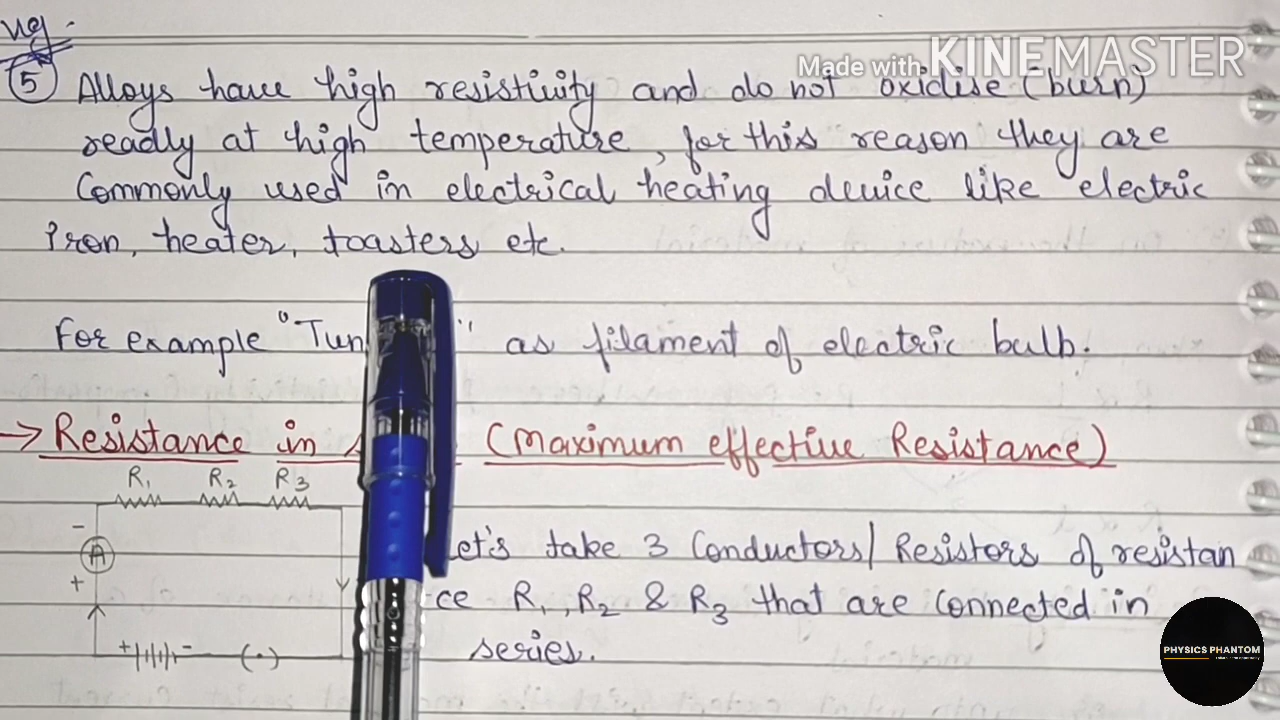 ug.
Made with KINEMASTER
5 Alloys have high resistivity and do not oxidise (burn)
readly at high temperature, for this reason they are
Commonly used in electrical heating device like electric
Iron, heater, toasters etc.
For example "Tun " as filament of electric bulb.
→ Resistance in (Maximum effective Resistance)
R1 R2 R3
-
A
+
+ -
(•)
Let's take 3 Conductors/ Resistors of resistan
ce R1, R2 & R3 that are connected in
series.
PHYSICS PHANTOM